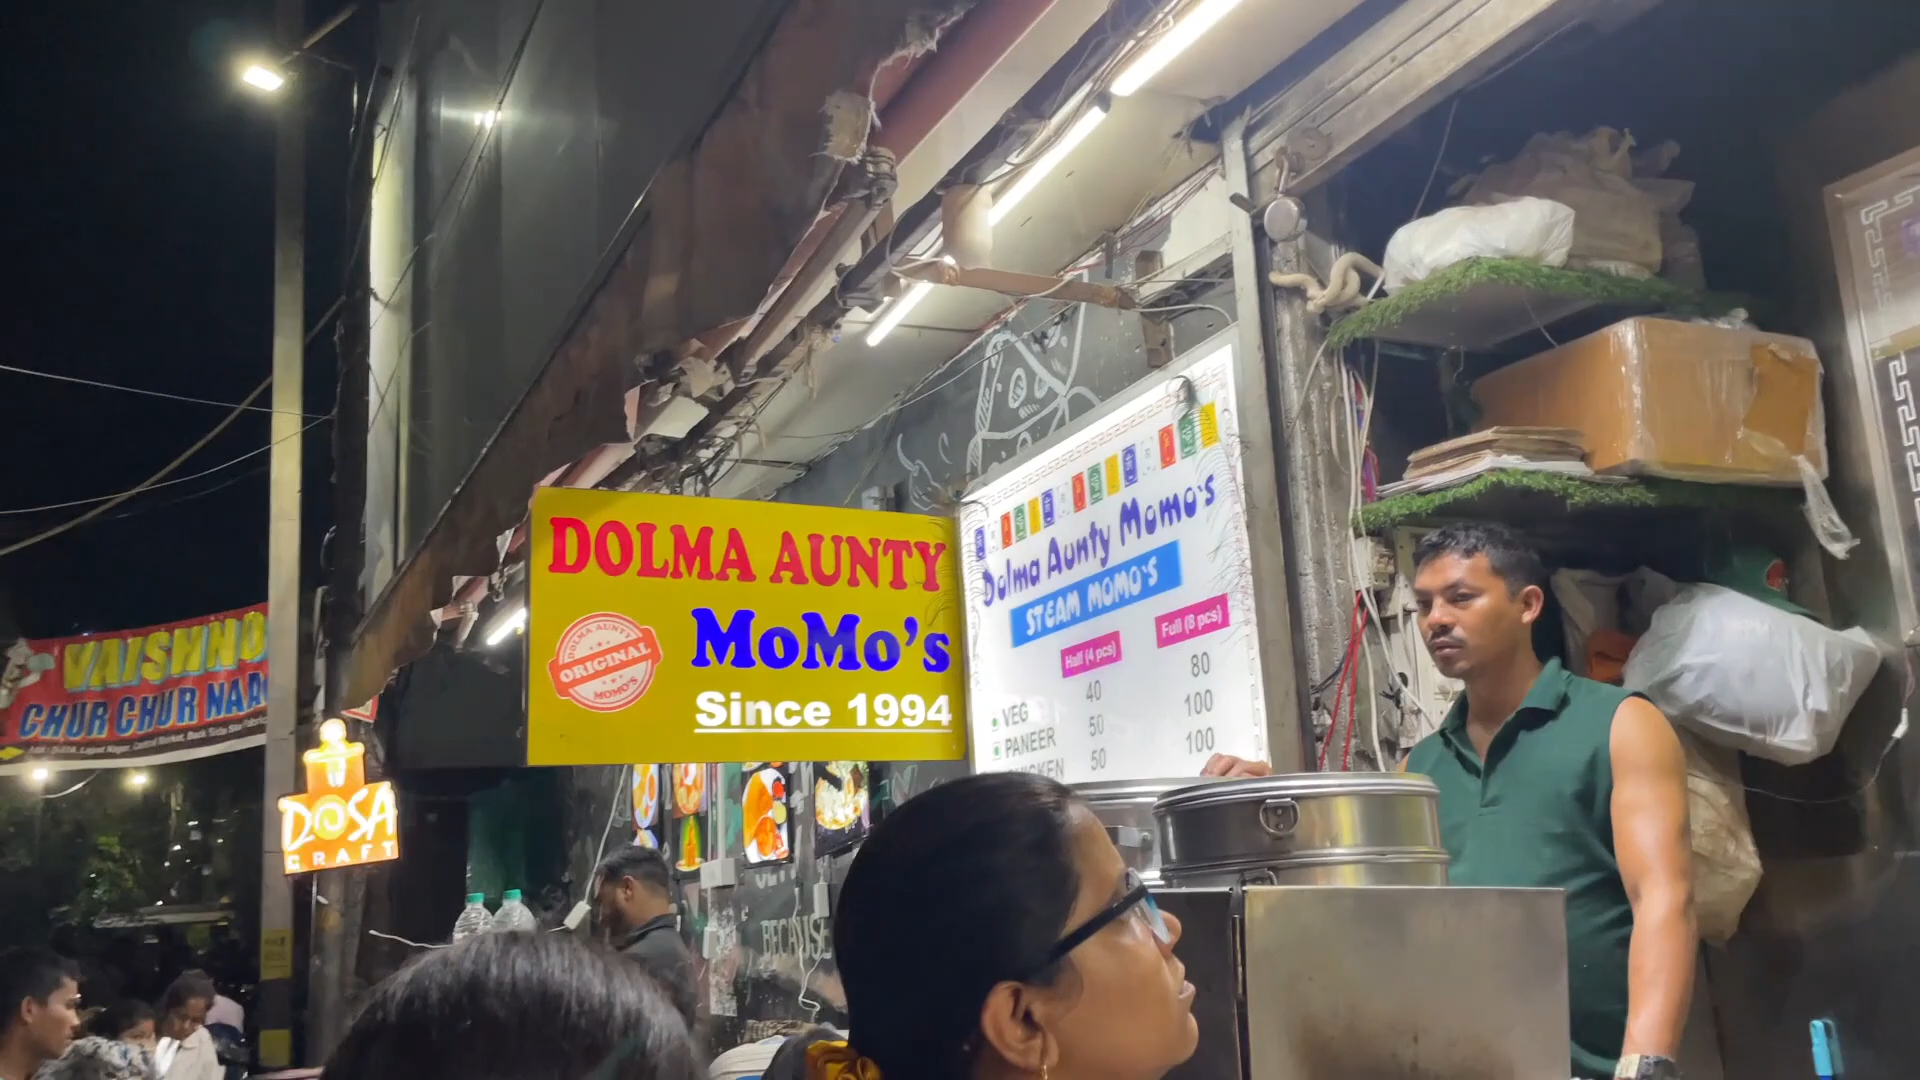 VAISHNO
CHUR CHUR NAA
DOSA
CRAFT
DOLMA AUNTY
MoMo's
Since 1994
DOLMA AUNTY
ORIGINAL
MOMO'S
Dolma Aunty Momo's
STEAM MOMO'S
Half (4 pcs) Full (8 pcs)
VEG 40 80
PANEER 50 100
CHICKEN 50 100
BECAUSE